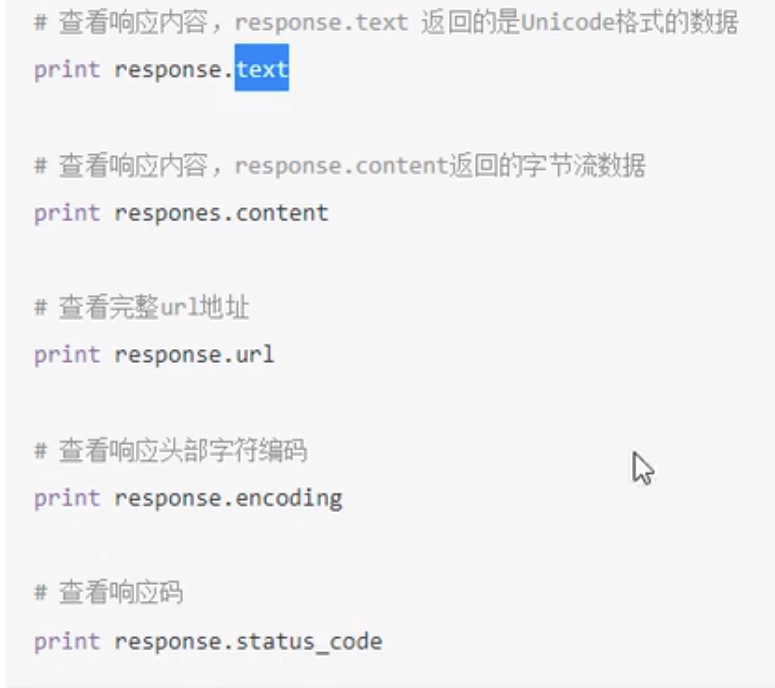 # 查看响应内容，response.text 返回的是Unicode格式的数据
print response.text
# 查看响应内容，response.content返回的字节流数据
print respones.content
# 查看完整url地址
print response.url
# 查看响应头部字符编码
print response.encoding
# 查看响应码
print response.status_code